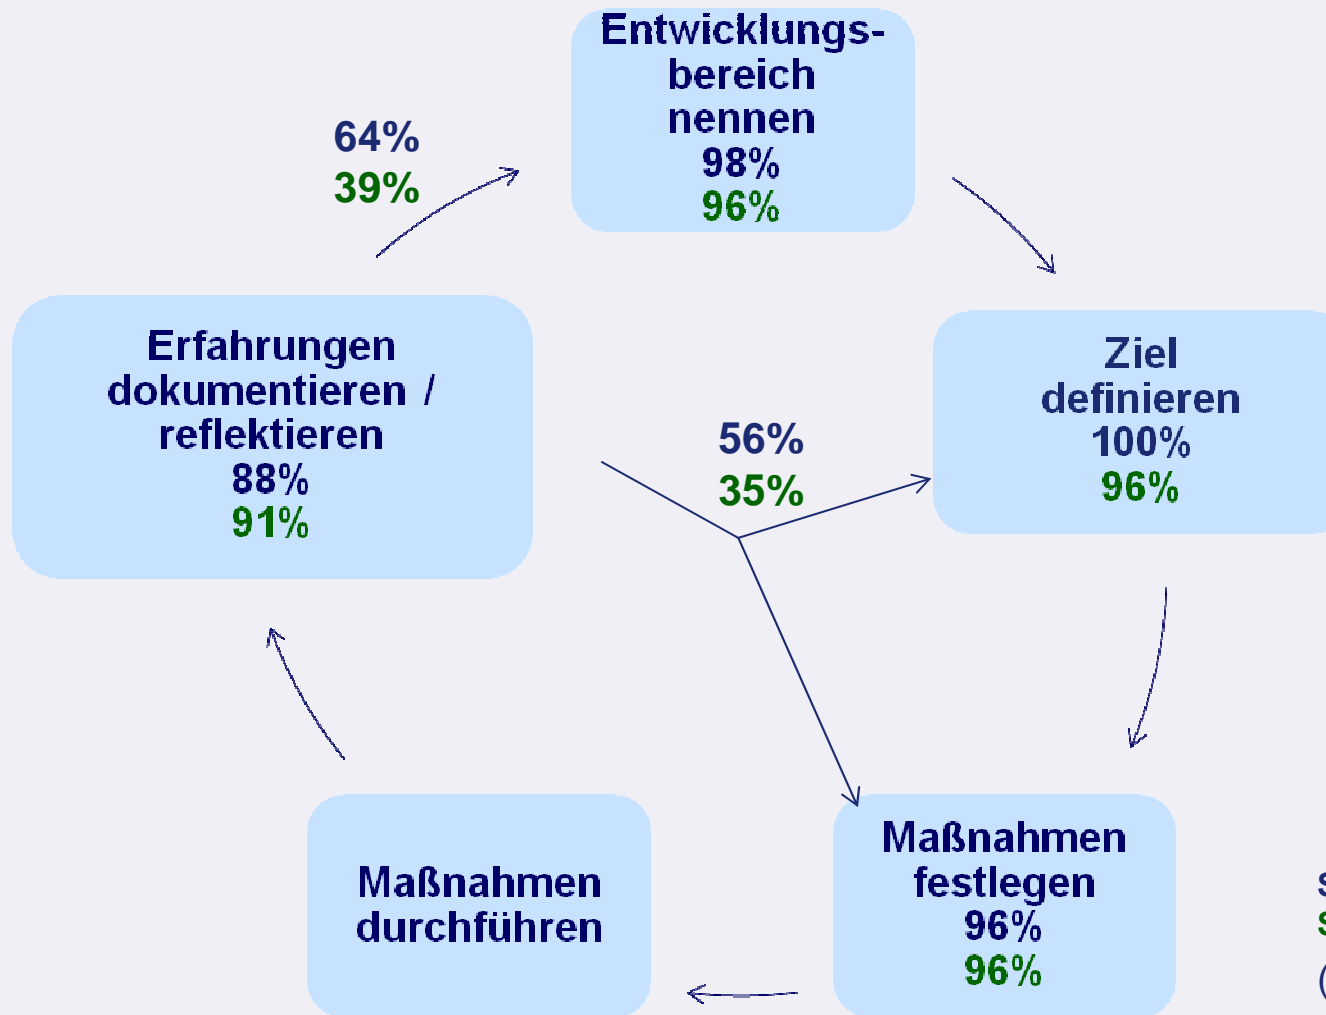 Entwicklungs-
bereich
nennen
98%
96%
64%
39%
Erfahrungen
dokumentieren /
reflektieren
88%
91%
56%
35%
Ziel
definieren
100%
96%
Maßnahmen
durchführen
Maßnahmen
festlegen
96%
96%